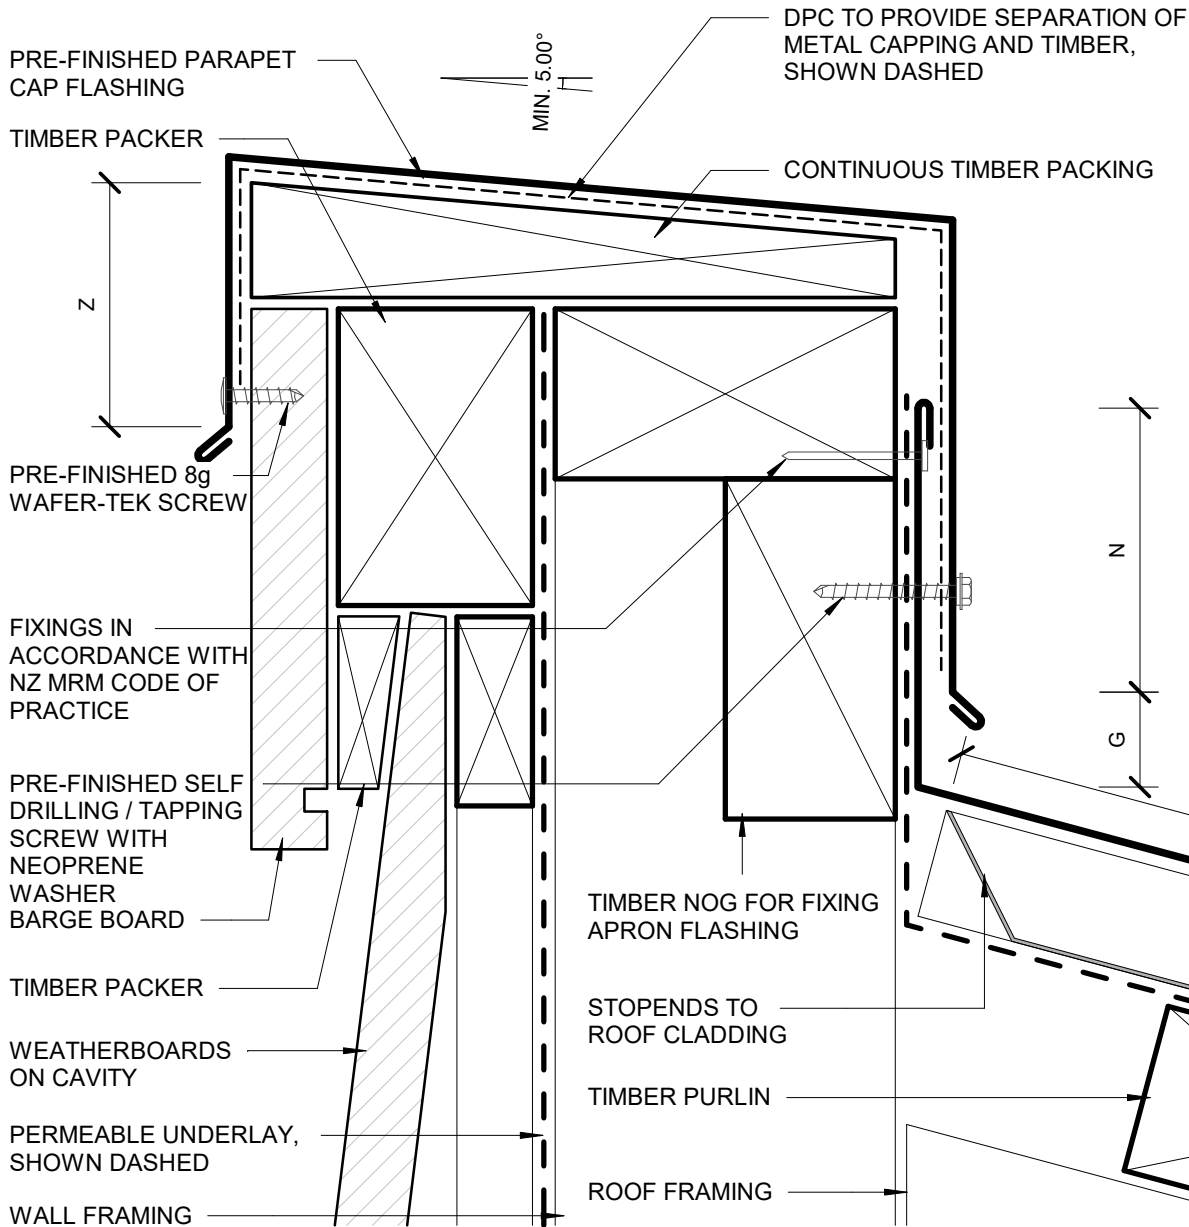 DPC TO PROVIDE SEPARATION OF
METAL CAPPING AND TIMBER,
SHOWN DASHED
PRE-FINISHED PARAPET
CAP FLASHING
MIN. 5.00°
TIMBER PACKER
CONTINUOUS TIMBER PACKING
Z
PRE-FINISHED 8g
WAFER-TEK SCREW
N
FIXINGS IN
ACCORDANCE WITH
NZ MRM CODE OF
PRACTICE
G
PRE-FINISHED SELF
DRILLING / TAPPING
SCREW WITH
NEOPRENE
WASHER
BARGE BOARD
TIMBER NOG FOR FIXING
APRON FLASHING
TIMBER PACKER
STOPENDS TO
ROOF CLADDING
WEATHERBOARDS
ON CAVITY
TIMBER PURLIN
PERMEABLE UNDERLAY,
SHOWN DASHED
ROOF FRAMING
WALL FRAMING